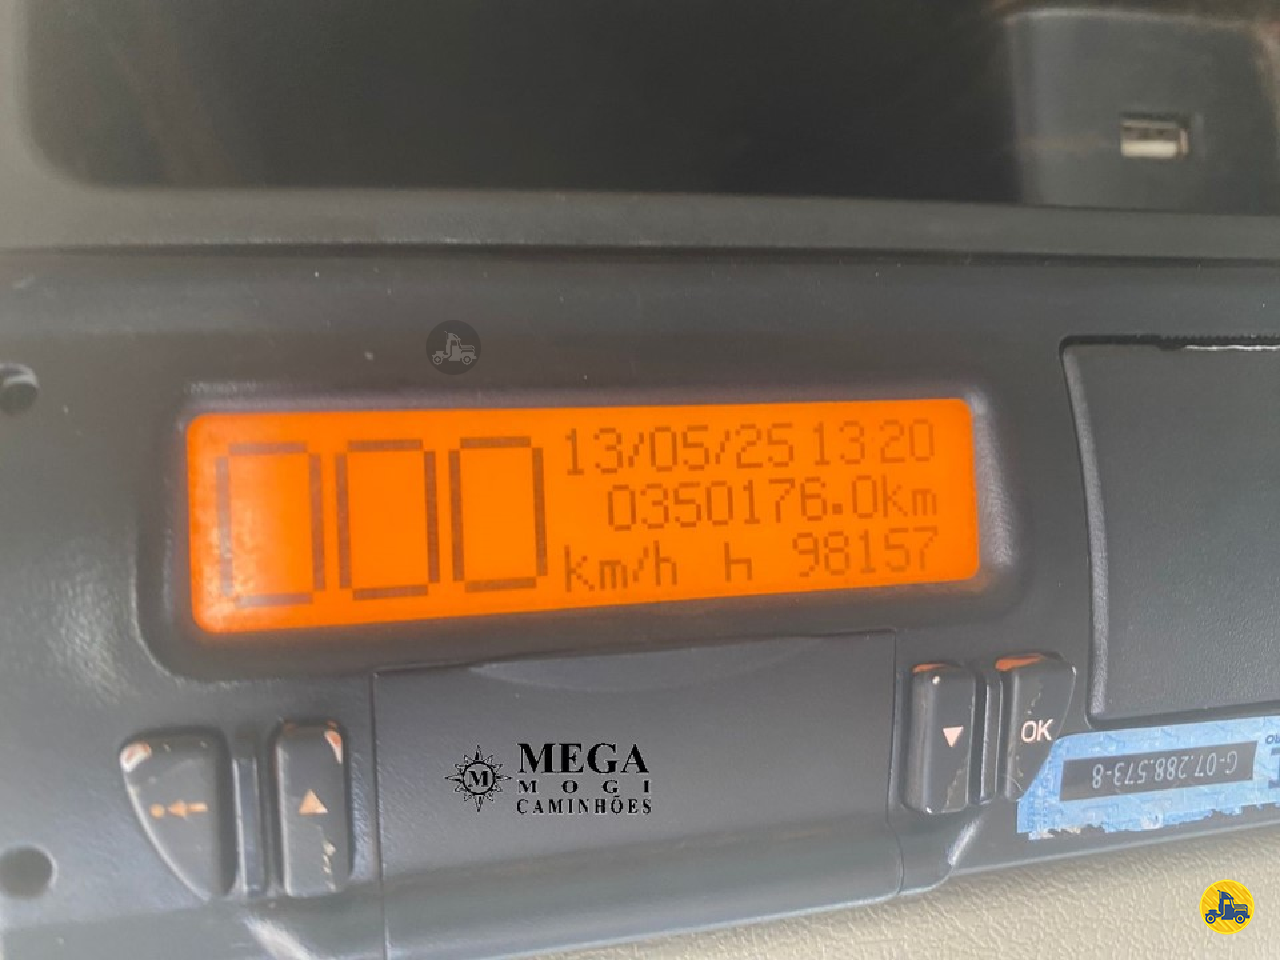 000
13/05/25 13:20
0350176.0km
km/h h 98157
OK
MEGA
MOGI
CAMINHÕES
M
G-07.288.573-8